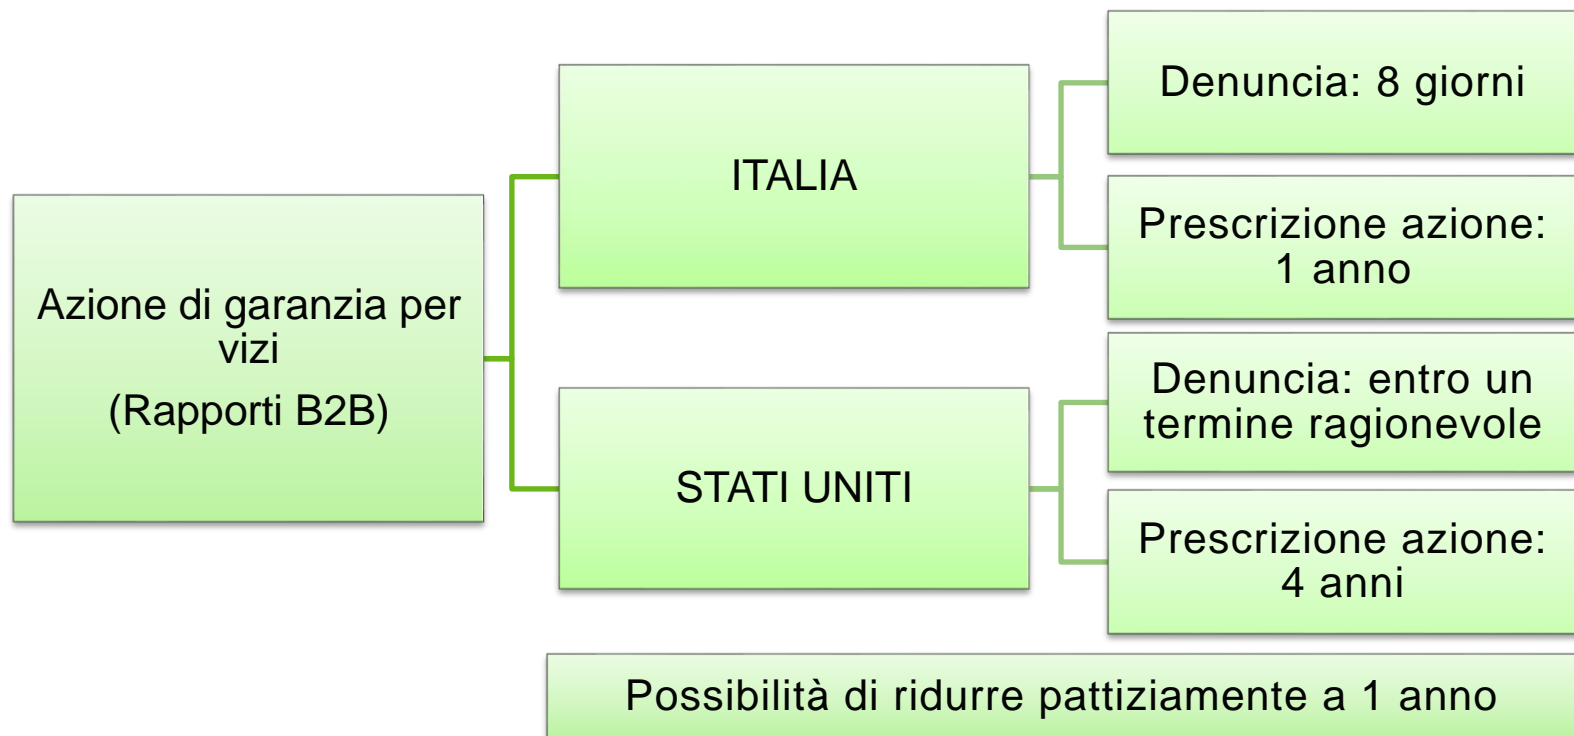 Azione di garanzia per
vizi
(Rapporti B2B)
ITALIA
Denuncia: 8 giorni
Prescrizione azione:
1 anno
STATI UNITI
Denuncia: entro un
termine ragionevole
Prescrizione azione:
4 anni
Possibilità di ridurre pattiziamente a 1 anno